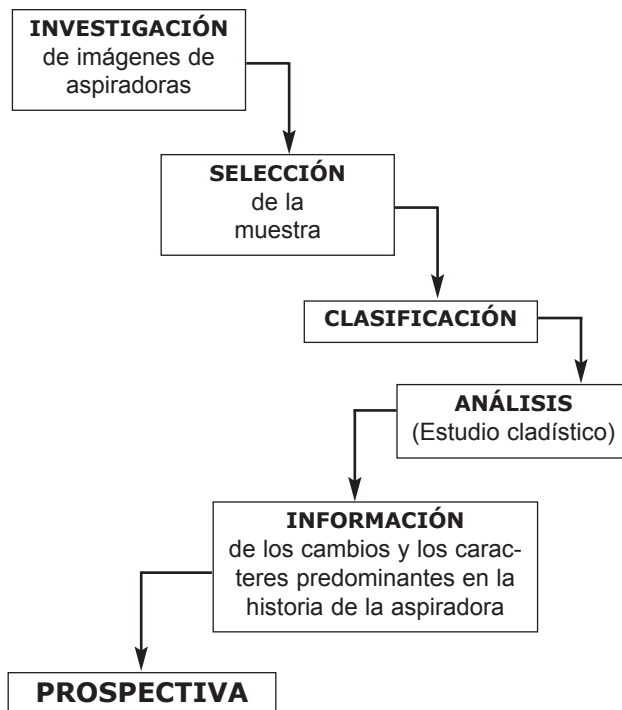 INVESTIGACIÓN
de imágenes de
aspiradoras
SELECCIÓN
de la
muestra
CLASIFICACIÓN
ANÁLISIS
(Estudio cladístico)
INFORMACIÓN
de los cambios y los carac-
teres predominantes en la
historia de la aspiradora
PROSPECTIVA